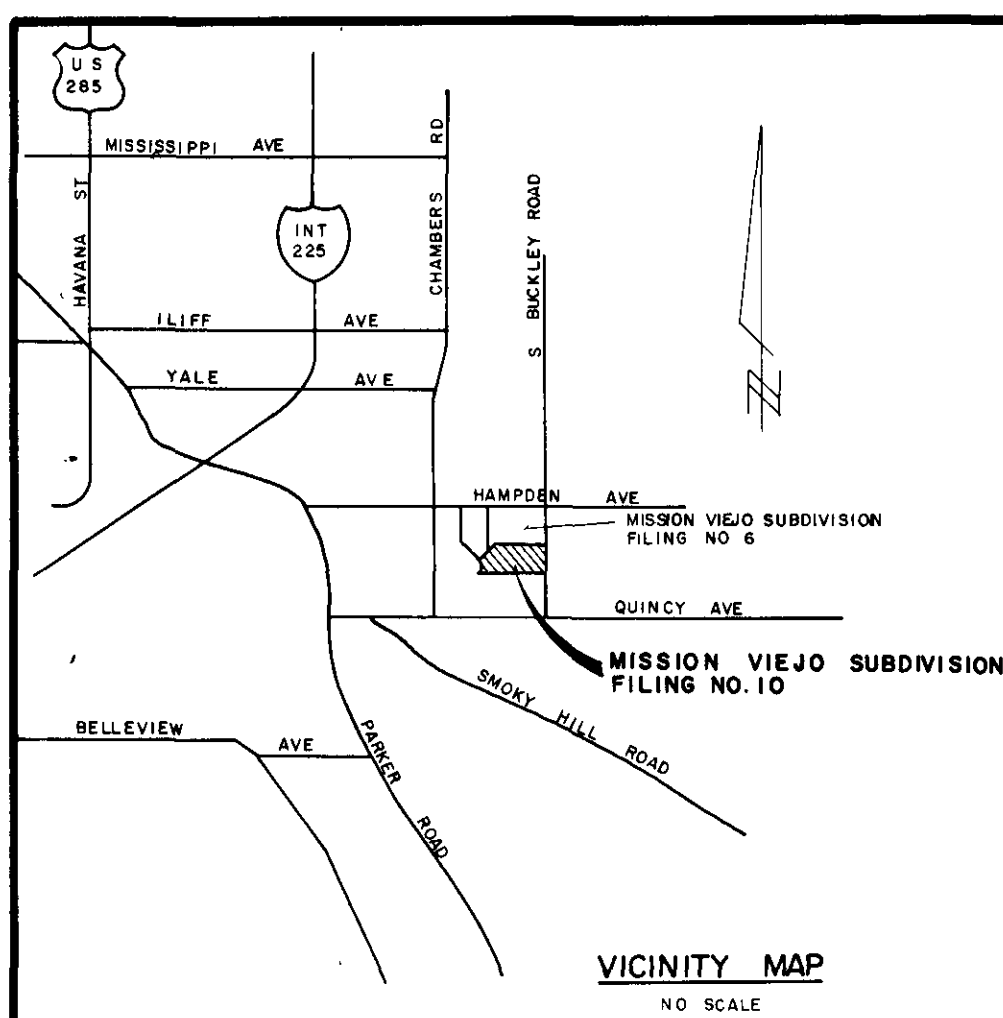 US
285
MISSISSIPPI AVE
HAVANA ST
INT
225
CHAMBERS RD
S BUCKLEY ROAD
N
ILIFF AVE
YALE AVE
HAMPDEN AVE
MISSION VIEJO SUBDIVISION
FILING NO 6
QUINCY AVE
MISSION VIEJO SUBDIVISION
FILING NO. 10
SMOKY HILL ROAD
BELLEVIEW AVE
PARKER ROAD
VICINITY MAP
NO SCALE